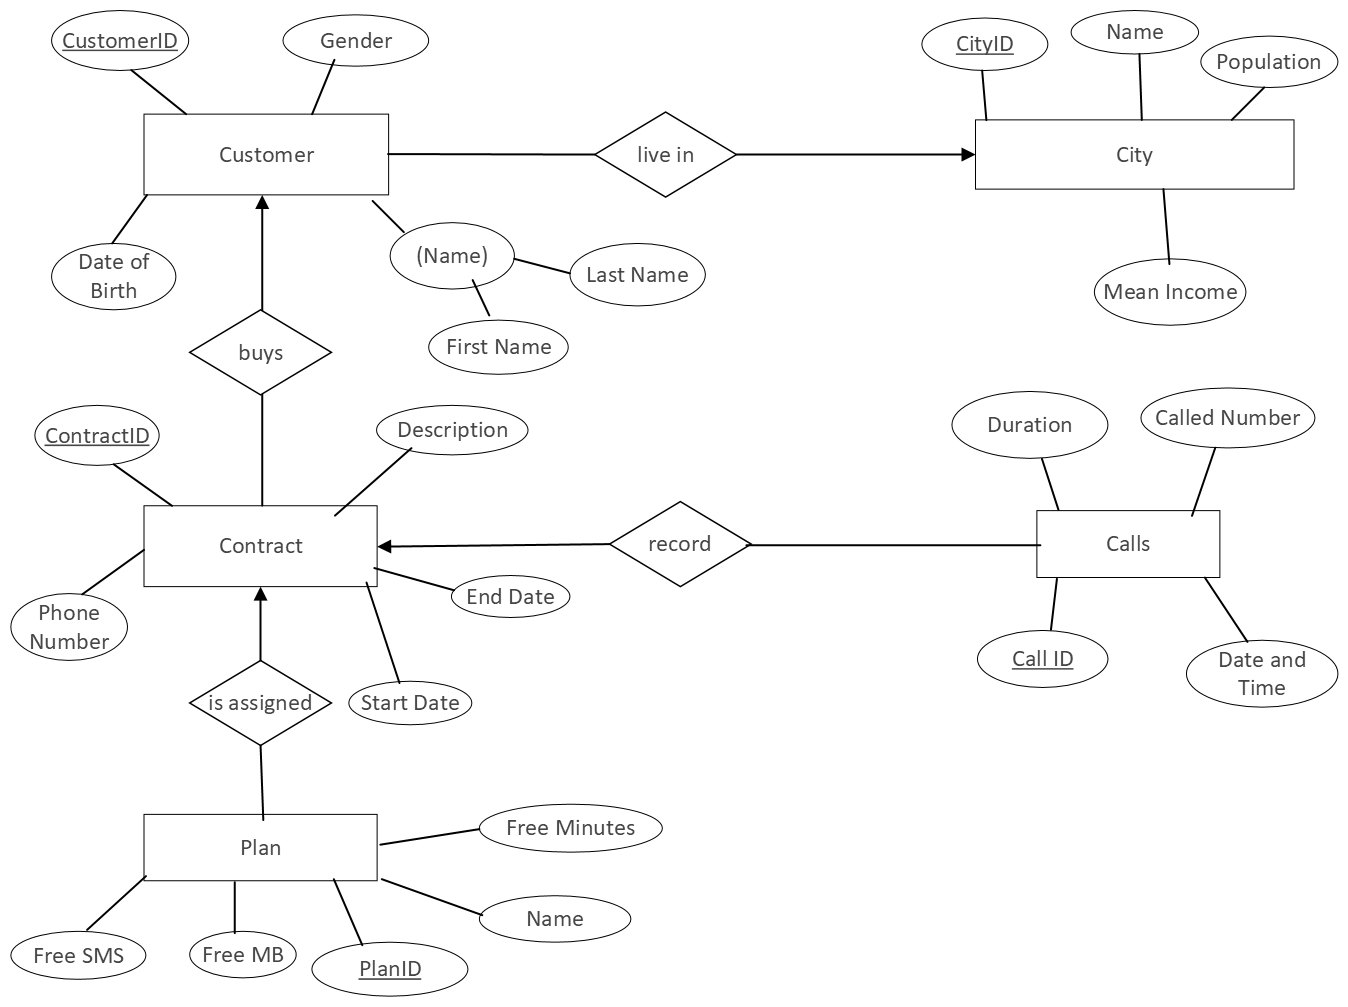 CustomerID
Gender
CityID
Name
Population
Customer
live in
City
Date of
Birth
(Name)
Last Name
First Name
Mean Income
buys
ContractID
Description
Duration
Called Number
Contract
record
Calls
Phone
Number
End Date
Start Date
Call ID
Date and
Time
is assigned
Plan
Free Minutes
Name
Free SMS
Free MB
PlanID